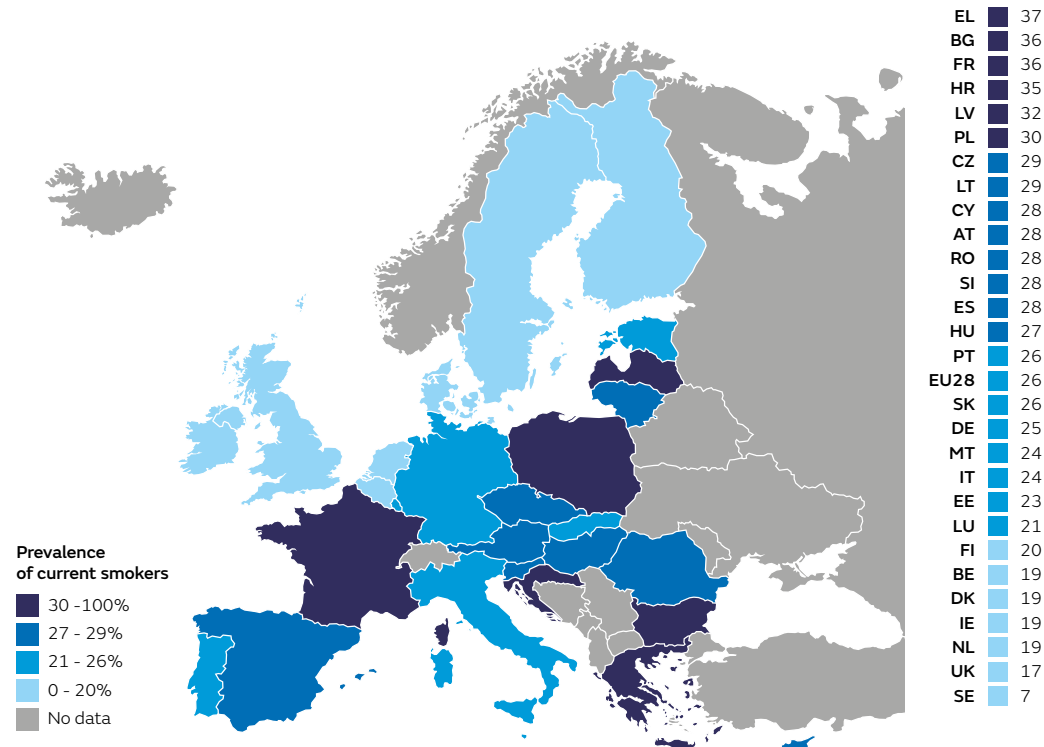 EL 37
BG 36
FR 36
HR 35
LV 32
PL 30
CZ 29
LT 29
CY 28
AT 28
RO 28
SI 28
ES 28
HU 27
PT 26
EU28 26
SK 26
DE 25
MT 24
IT 24
EE 23
LU 21
FI 20
BE 19
DK 19
IE 19
NL 19
UK 17
SE 7
Prevalence
of current smokers
30 -100%
27 - 29%
21 - 26%
0 - 20%
No data